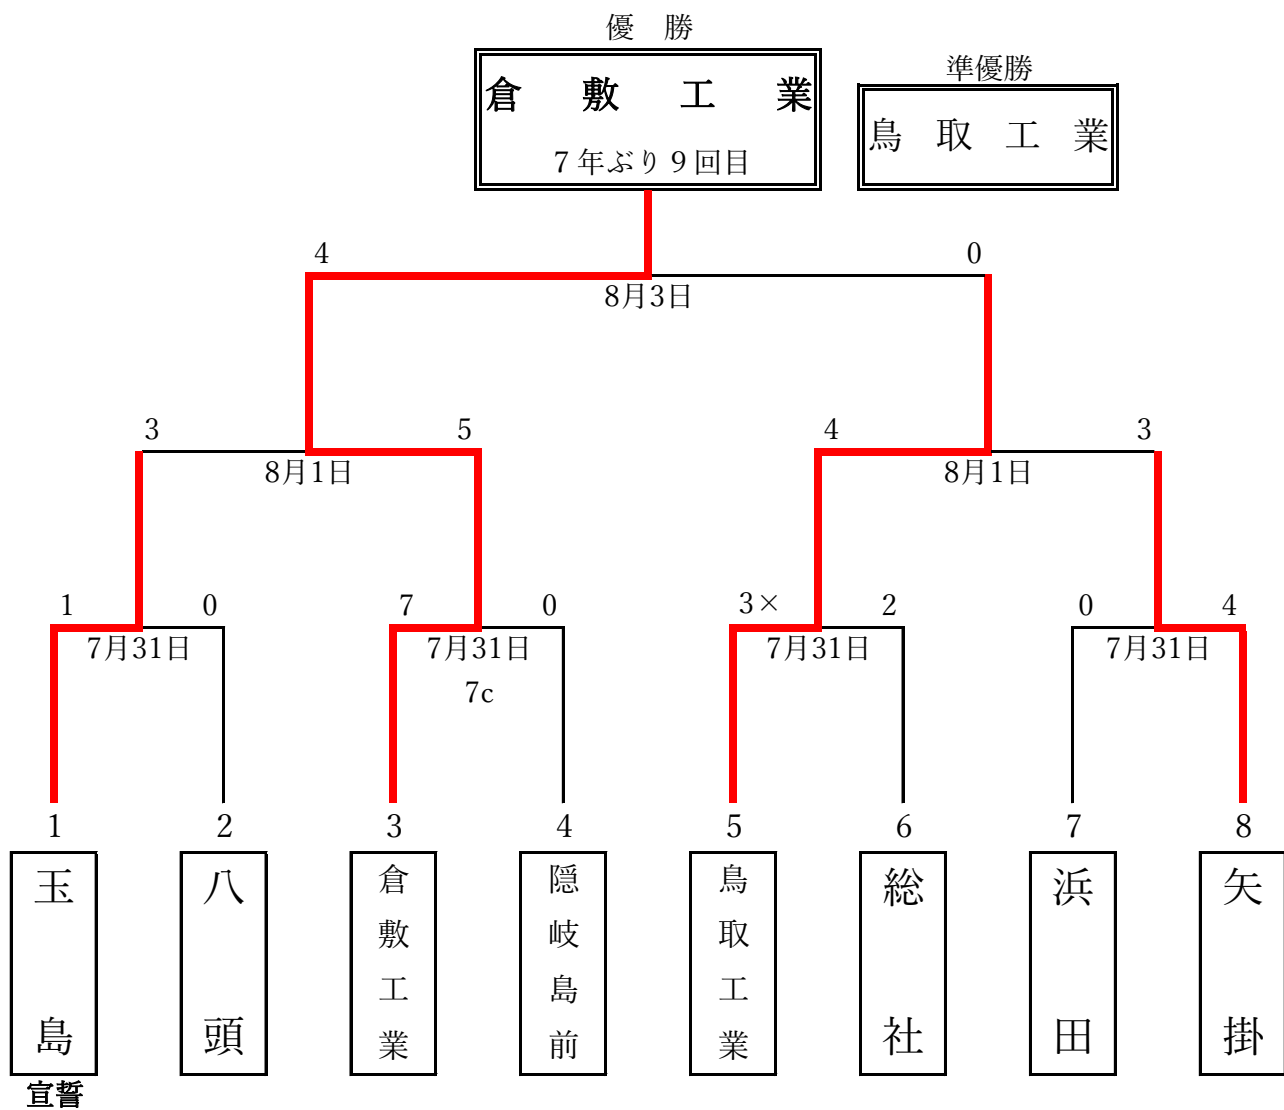 優　勝
倉　敷　工　業
７年ぶり９回目
準優勝
鳥　取　工　業
4
0
8月3日
3
5
8月1日
4
3
8月1日
1
0
7月31日
7
0
7月31日
7c
3×
2
7月31日
0
4
7月31日
1
2
3
4
5
6
7
8
玉島
八頭
倉敷工業
隠岐島前
鳥取工業
総社
浜田
矢掛
宣誓